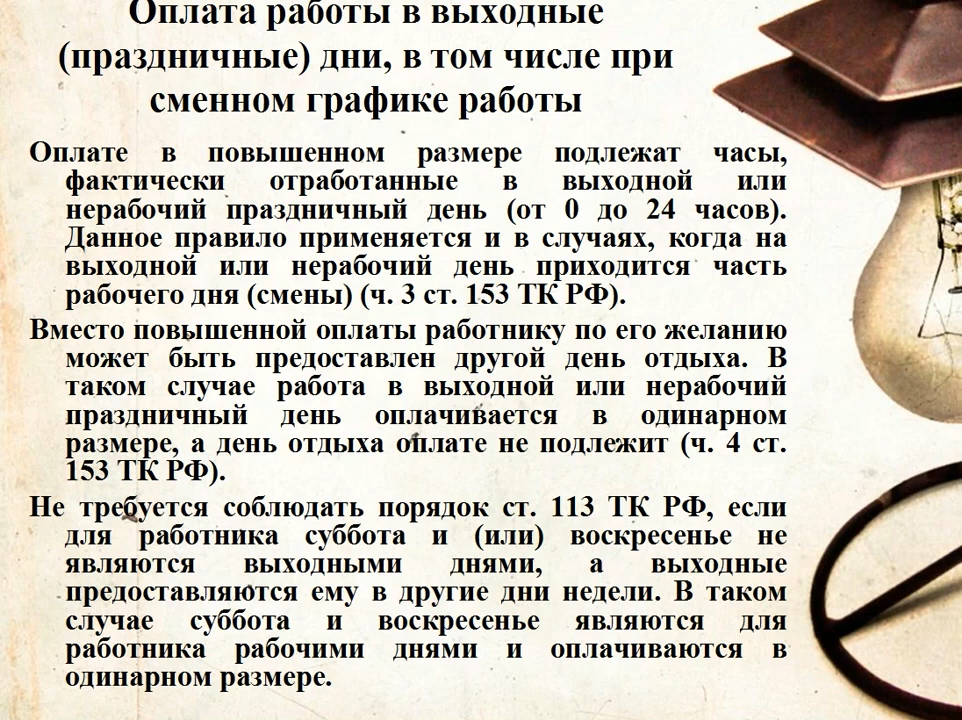 Оплата работы в выходные
(праздничные) дни, в том числе при
сменном графике работы
Оплате в повышенном размере подлежат часы,
фактически отработанные в выходной или
нерабочий праздничный день (от 0 до 24 часов).
Данное правило применяется и в случаях, когда на
выходной или нерабочий день приходится часть
рабочего дня (смены) (ч. 3 ст. 153 ТК РФ).
Вместо повышенной оплаты работнику по его желанию
может быть предоставлен другой день отдыха. В
таком случае работа в выходной или нерабочий
праздничный день оплачивается в одинарном
размере, а день отдыха оплате не подлежит (ч. 4 ст.
153 ТК РФ).
Не требуется соблюдать порядок ст. 113 ТК РФ, если
для работника суббота и (или) воскресенье не
являются выходными днями, а выходные
предоставляются ему в другие дни недели. В таком
случае суббота и воскресенье являются для
работника рабочими днями и оплачиваются в
одинарном размере.